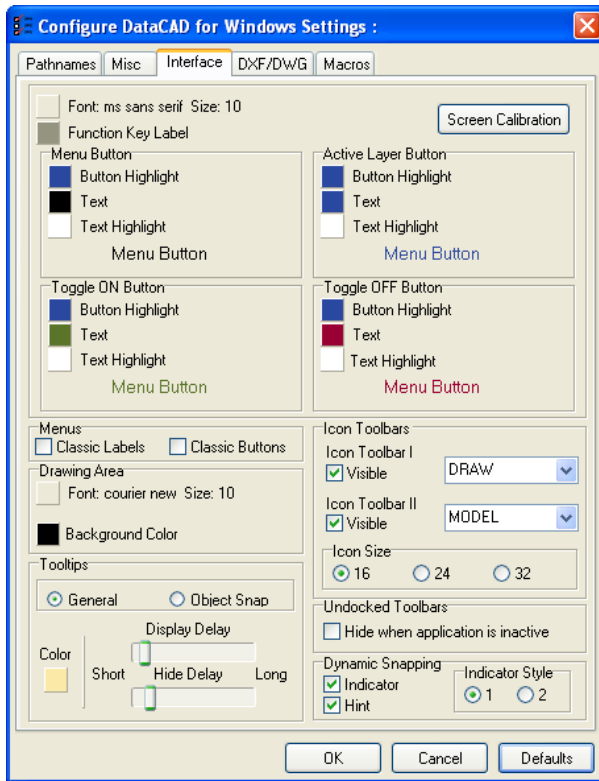 Configure DataCAD for Windows Settings :
Pathnames Misc Interface DXF/DWG Macros
Font: ms sans serif Size: 10
Screen Calibration
Function Key Label
Menu Button
Button Highlight
Text
Text Highlight
Menu Button
Active Layer Button
Button Highlight
Text
Text Highlight
Menu Button
Toggle ON Button
Button Highlight
Text
Text Highlight
Menu Button
Toggle OFF Button
Button Highlight
Text
Text Highlight
Menu Button
Menus
Classic Labels Classic Buttons
Drawing Area
Font: courier new Size: 10
Background Color
Tooltips
General Object Snap
Display Delay
Color
Short Hide Delay Long
Icon Toolbars
Icon Toolbar I
Visible DRAW
Icon Toolbar II
Visible MODEL
Icon Size
16 24 32
Undocked Toolbars
Hide when application is inactive
Dynamic Snapping
Indicator
Hint
Indicator Style
1 2
OK Cancel Defaults